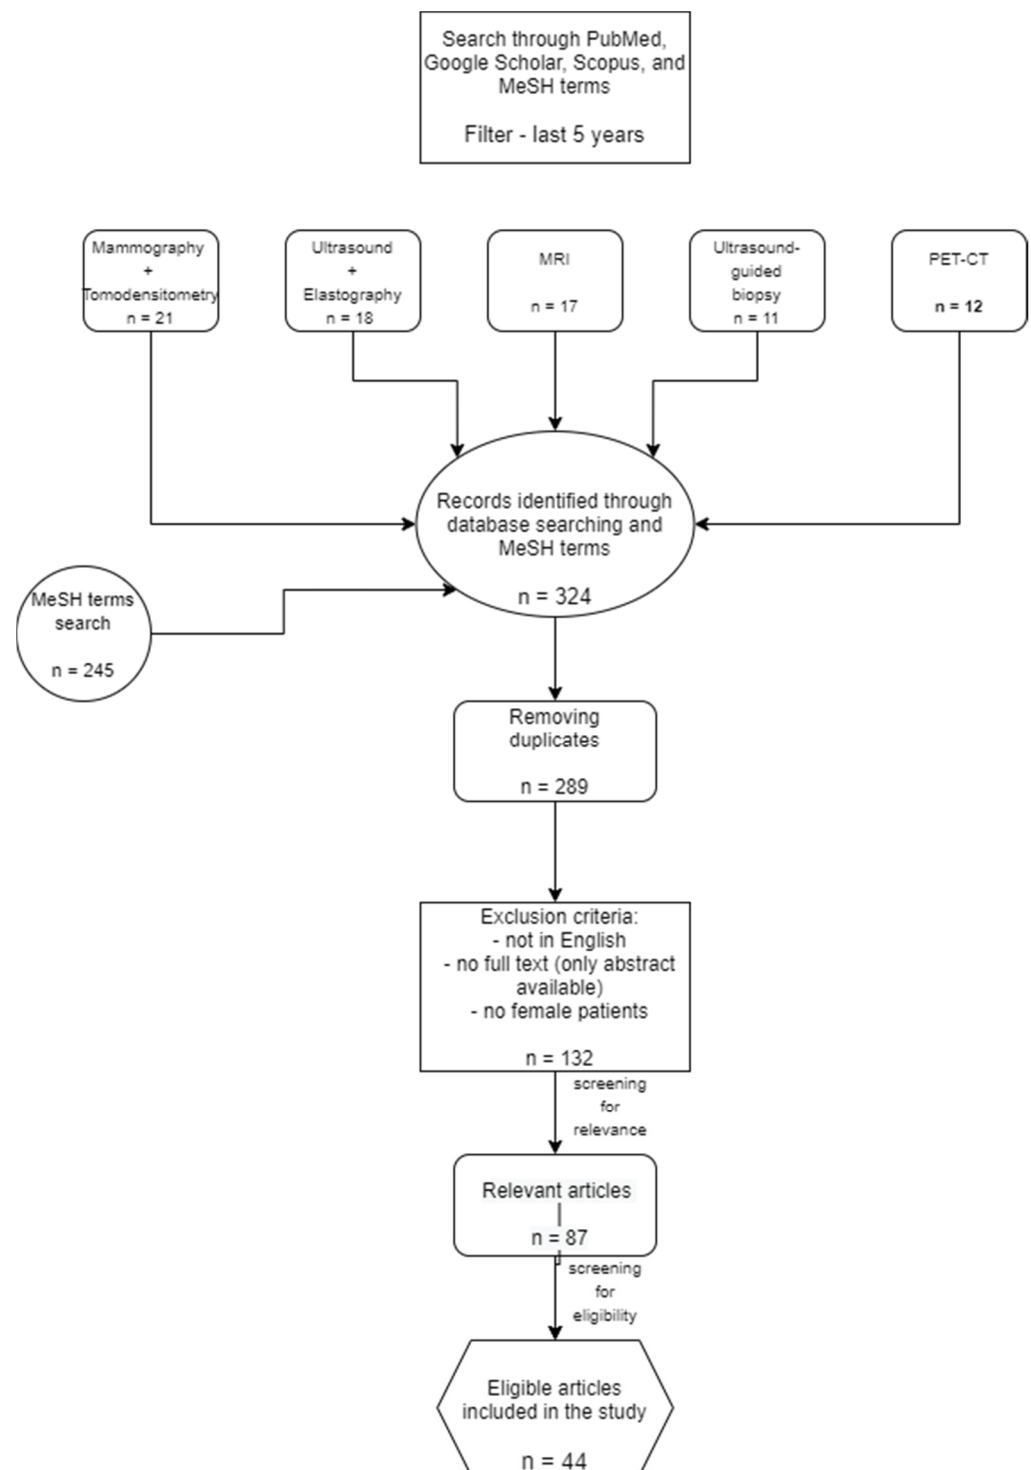 Search through PubMed,
Google Scholar, Scopus, and
MeSH terms
Filter - last 5 years
Mammography
+
Tomodensitometry
n = 21
Ultrasound
+
Elastography
n = 18
MRI
n = 17
Ultrasound-
guided
biopsy
n = 11
PET-CT
n = 12
Records identified through
database searching and
MeSH terms
n = 324
MeSH terms
search
n = 245
Removing
duplicates
n = 289
Exclusion criteria:
- not in English
- no full text (only abstract
available)
- no female patients
n = 132
screening
for
relevance
Relevant articles
n = 87
screening
for
eligibility
Eligible articles
included in the study
n = 44